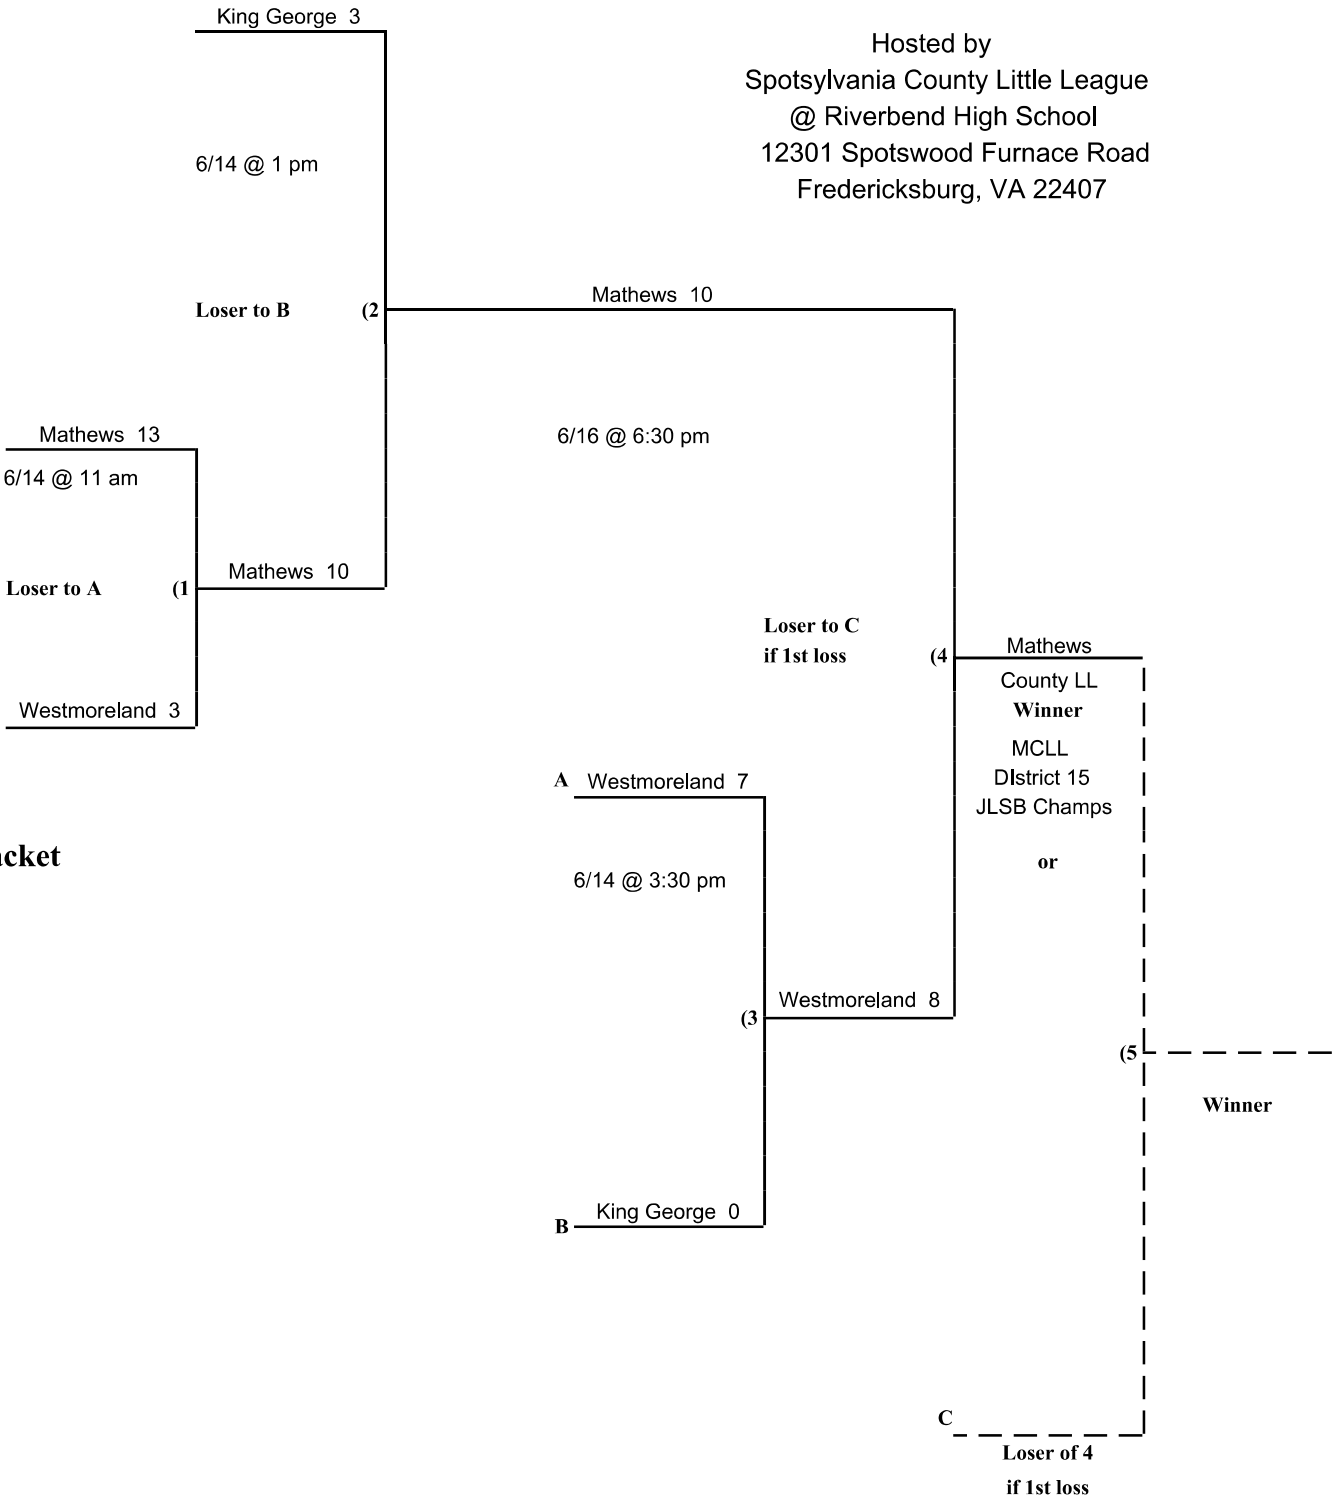 King George 3
Hosted by
Spotsylvania County Little League
@ Riverbend High School
12301 Spotswood Furnace Road
Fredericksburg, VA 22407
6/14 @ 1 pm
Loser to B (2
Mathews 10
Mathews 13
6/14 @ 11 am
6/16 @ 6:30 pm
Loser to A (1
Mathews 10
Westmoreland 3
Loser to C
if 1st loss (4
Mathews
County LL
Winner
MCLL
DIstrict 15
JLSB Champs
or
A Westmoreland 7
acket
6/14 @ 3:30 pm
(3
Westmoreland 8
(5
Winner
B King George 0
C
Loser of 4
if 1st loss